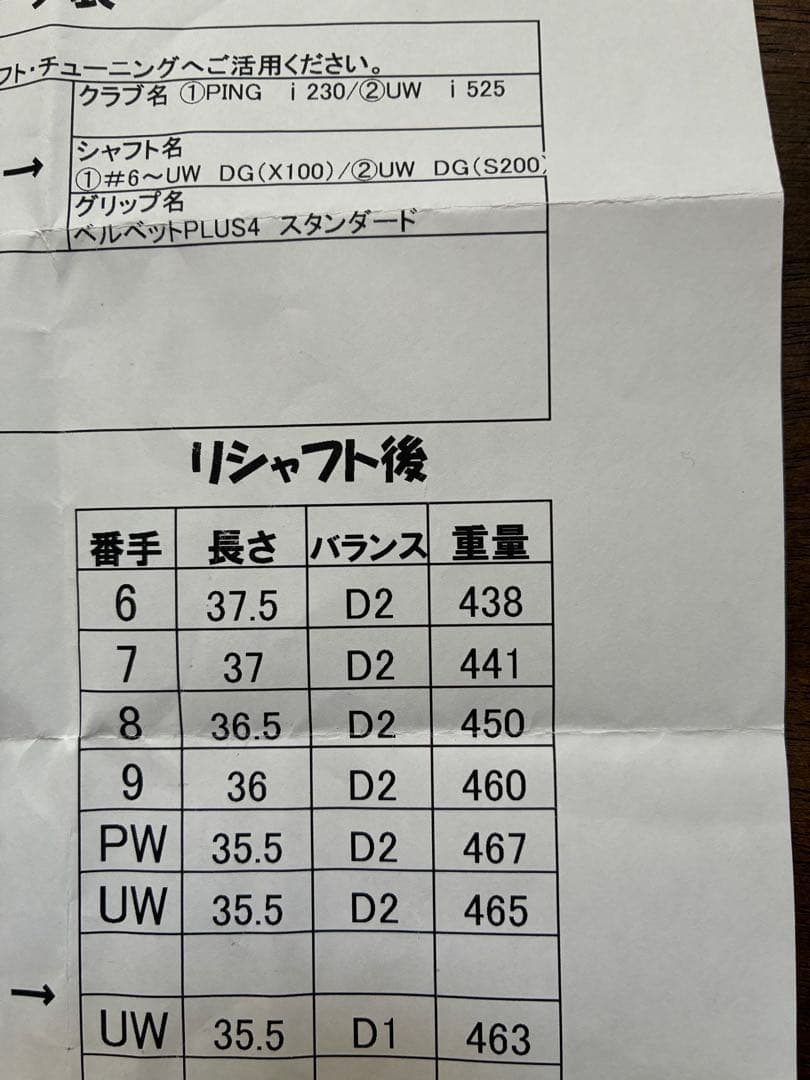 フト・チューニングへご活用ください。
クラブ名 ①PING i230/②UW i525
→
シャフト名
①#6～UW DG(X100)/②UW DG(S200)
グリップ名
ベルベットPLUS4 スタンダード
リシャフト後
番手 長さ バランス 重量
6 37.5 D2 438
7 37 D2 441
8 36.5 D2 450
9 36 D2 460
PW 35.5 D2 467
UW 35.5 D2 465
→
UW 35.5 D1 463